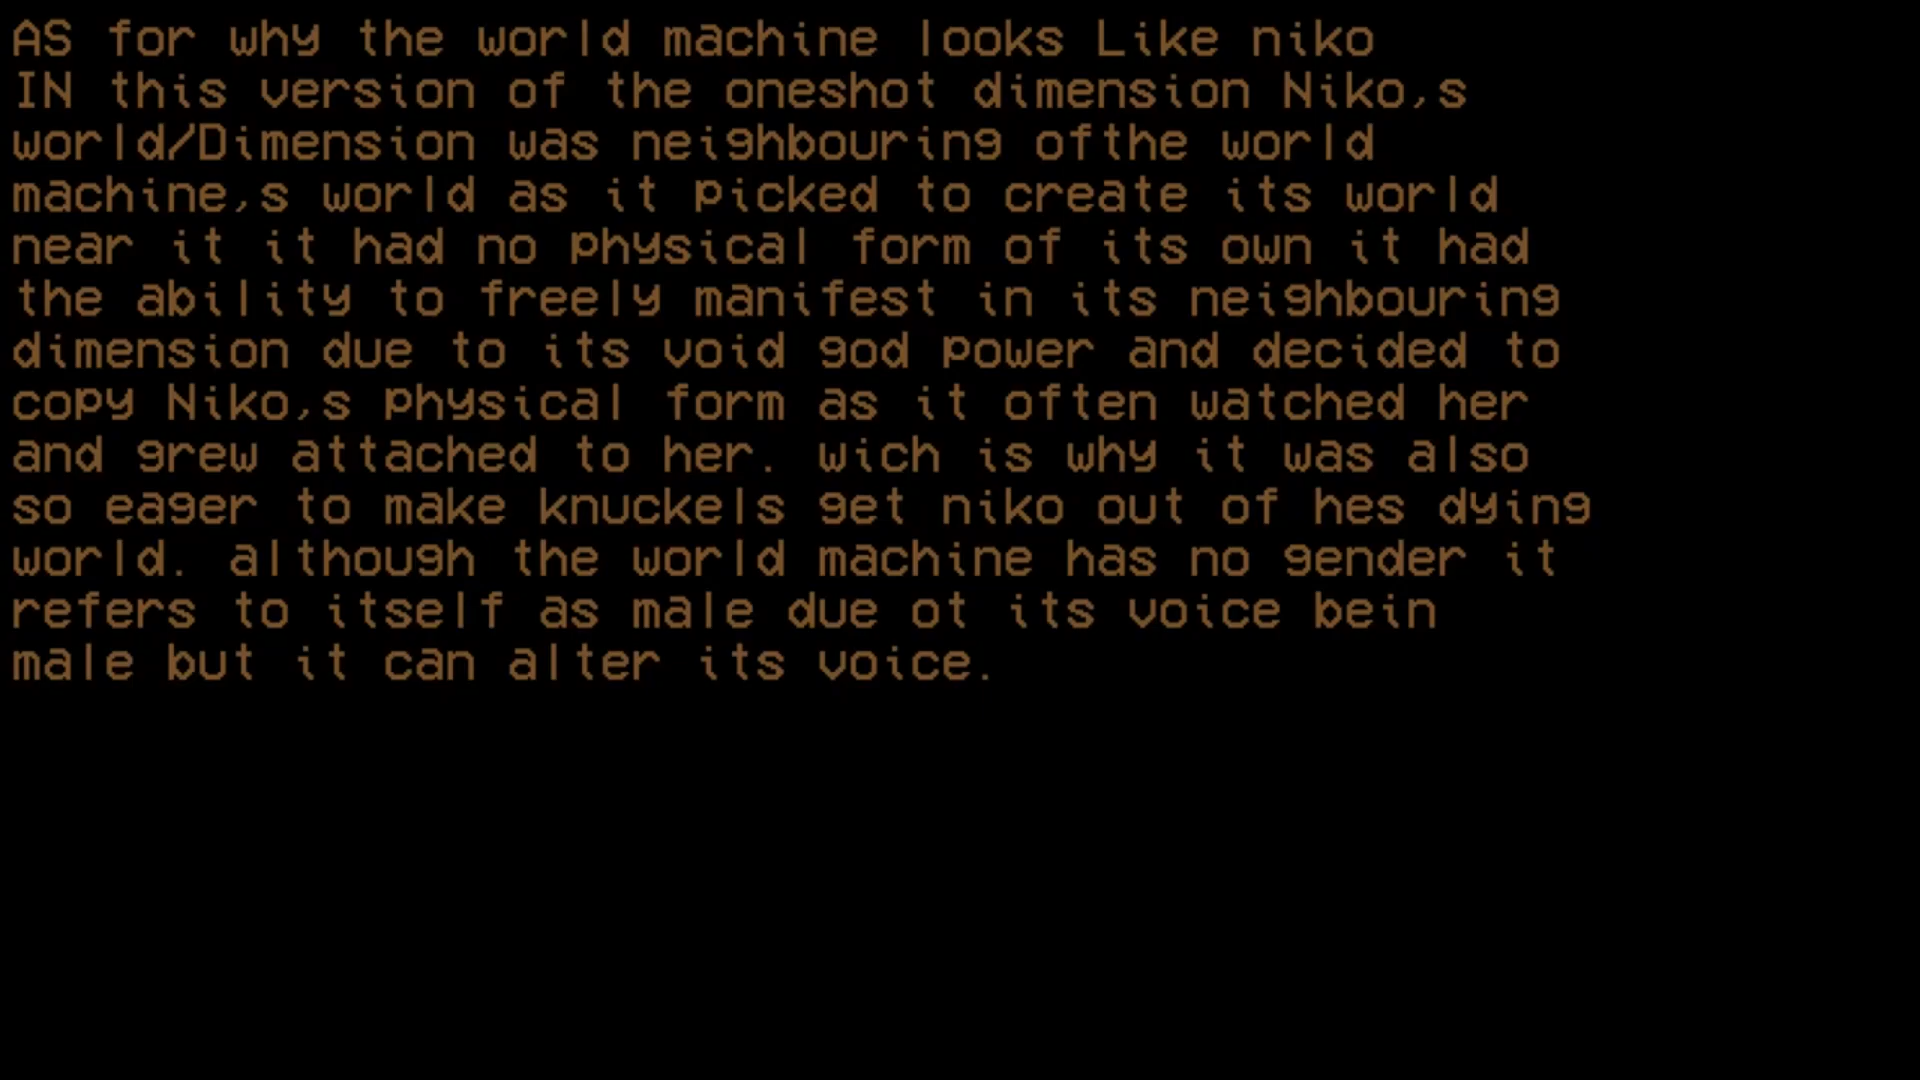 AS for why the world machine looks Like niko
IN this version of the oneshot dimension Niko,s
world/Dimension was neighbouring ofthe world
machine,s world as it picked to create its world
near it it had no physical form of its own it had
the ability to freely manifest in its neighbouring
dimension due to its void god power and decided to
copy Niko,s physical form as it often watched her
and grew attached to her. wich is why it was also
so eager to make knuckels get niko out of hes dying
world. although the world machine has no gender it
refers to itself as male due ot its voice bein
male but it can alter its voice.